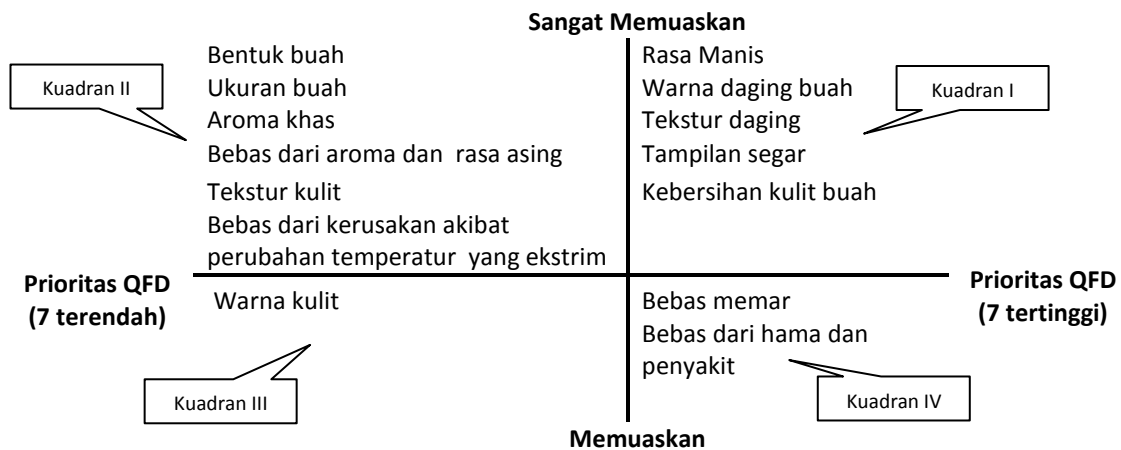 Sangat Memuaskan
Kuadran II
Bentuk buah
Ukuran buah
Aroma khas
Bebas dari aroma dan rasa asing
Tekstur kulit
Bebas dari kerusakan akibat
perubahan temperatur yang ekstrim
Rasa Manis
Warna daging buah
Tekstur daging
Tampilan segar
Kebersihan kulit buah
Kuadran I
Prioritas QFD
(7 terendah)
Prioritas QFD
(7 tertinggi)
Warna kulit
Kuadran III
Bebas memar
Bebas dari hama dan
penyakit
Kuadran IV
Memuaskan